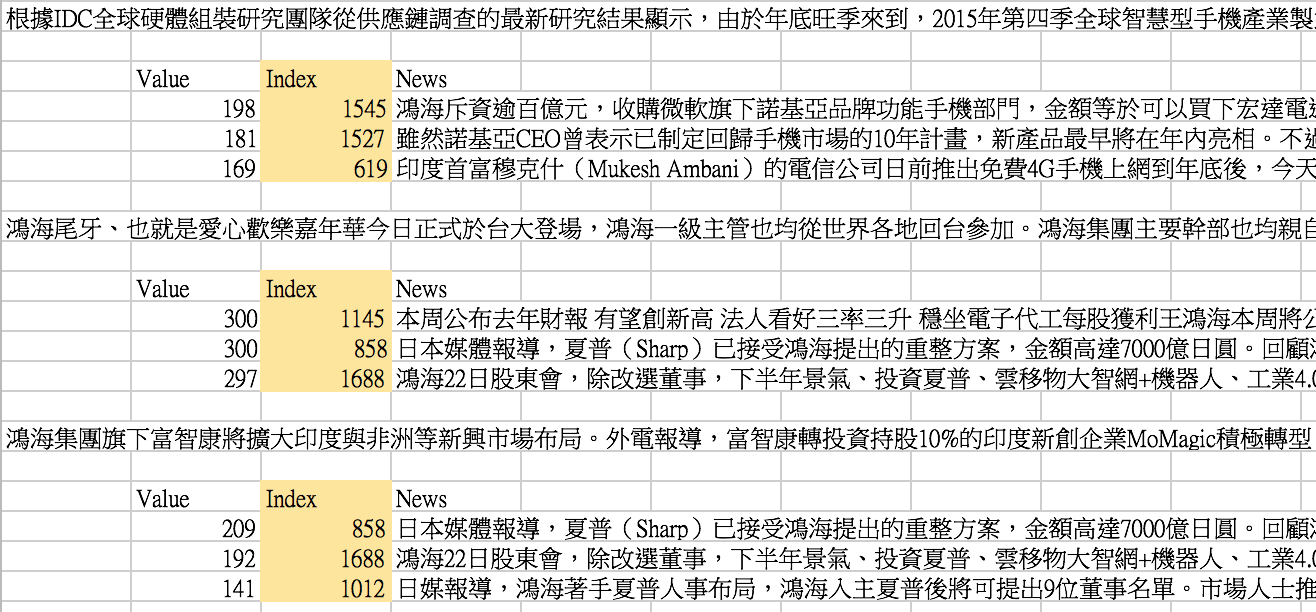 根據IDC全球硬體組裝研究團隊從供應鏈調查的最新研究結果顯示，由於年底旺季來到，2015年第四季全球智慧型手機產業製
Value Index News
198 1545 鴻海斥資逾百億元，收購微軟旗下諾基亞品牌功能手機部門，金額等於可以買下宏達電
181 1527 雖然諾基亞CEO曾表示已制定回歸手機市場的10年計畫，新產品最早將在年內亮相。不
169 619 印度首富穆克什（Mukesh Ambani）的電信公司日前推出免費4G手機上網到年底後，今天
鴻海尾牙、也就是愛心歡樂嘉年華今日正式於台大登場，鴻海一級主管也均從世界各地回台參加。鴻海集團主要幹部也均親自
Value Index News
300 1145 本周公布去年財報 有望創新高 法人看好三率三升 穩坐電子代工每股獲利王鴻海本周將公
300 858 日本媒體報導，夏普（Sharp）已接受鴻海提出的重整方案，金額高達7000億日圓。回顧
297 1688 鴻海22日股東會，除改選董事，下半年景氣、投資夏普、雲移物大智網+機器人、工業4.0
鴻海集團旗下富智康將擴大印度與非洲等新興市場布局。外電報導，富智康轉投資持股10%的印度新創企業MoMagic積極轉型
Value Index News
209 858 日本媒體報導，夏普（Sharp）已接受鴻海提出的重整方案，金額高達7000億日圓。回顧
192 1688 鴻海22日股東會，除改選董事，下半年景氣、投資夏普、雲移物大智網+機器人、工業4.0
141 1012 日媒報導，鴻海著手夏普人事布局，鴻海入主夏普後將可提出9位董事名單。市場人士推